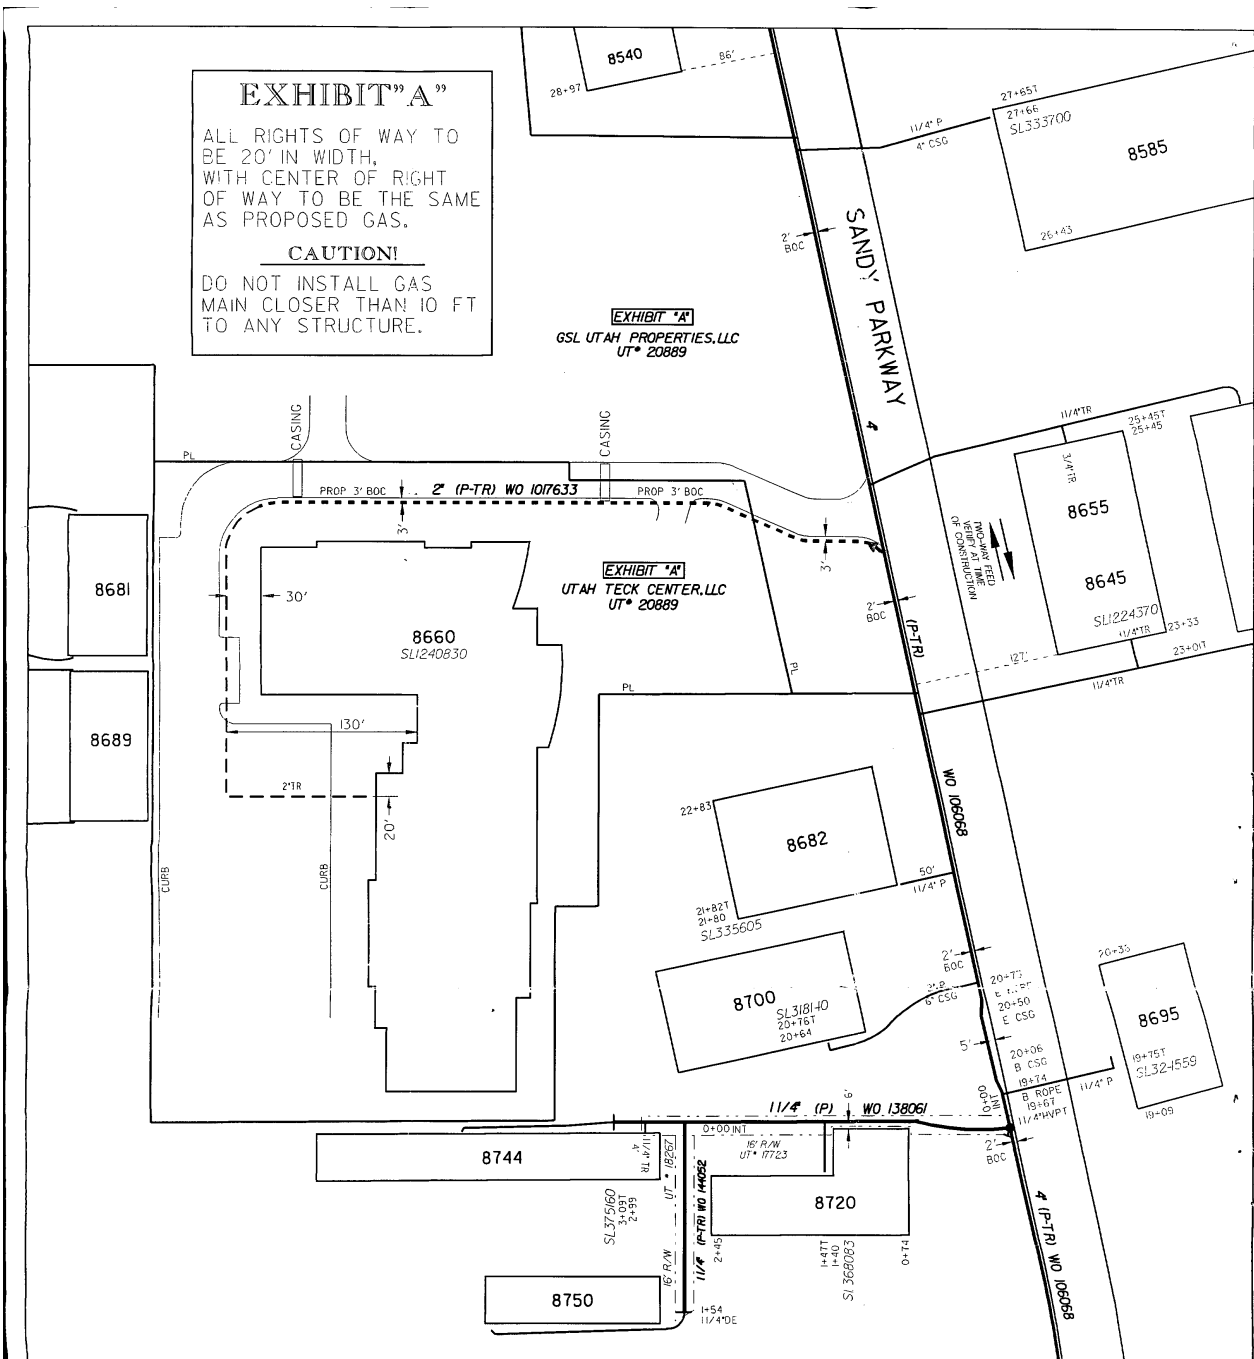 EXHIBIT"A"
ALL RIGHTS OF WAY TO
BE 20' IN WIDTH,
WITH CENTER OF RIGHT
OF WAY TO BE THE SAME
AS PROPOSED GAS.
CAUTION!
DO NOT INSTALL GAS
MAIN CLOSER THAN 10 FT
TO ANY STRUCTURE.
8540
28+97
86'
27+65T
27+66
SL333700
8585
26+43
11/4" P
4" CSG
2'
BOC
SANDY PARKWAY
EXHIBIT "A"
GSL UTAH PROPERTIES,LLC
UT# 20889
4"
11/4"TR
25+45T
25+45
3/4"TR
8655
8645
SL1224370
11/4"TR
23+33
23+01T
11/4"TR
127'
TWO-WAY FEED
VERIFY AT TIME
OF CONSTRUCTION
CASING
CASING
PL
PROP 3' BOC
2" (P-TR) WO 1017633
PROP 3' BOC
3'
3'
EXHIBIT "A"
UTAH TECK CENTER,LLC
UT# 20889
2'
BOC
(P-TR)
PL
PL
8681
8689
30'
8660
SL1240830
130'
2"TR
20'
CURB
CURB
WO 106068
22+83
8682
21+82T
21+80
SL335605
50'
11/4" P
2'
BOC
8700
SL318140
20+76T
20+64
6" CSG
20+50
E CSG
5'
20+06
B CSG
19+74
B ROPE
19+67
11/4"HVPT
INT
0+00
11/4" P
8695
19+75T
SL324559
19+09
11/4" (P) WO 138061
6'
0+00 INT
16' R/W
UT# 17723
2'
BOC
8744
11/4" TR
4'
UT # 18267
SL375160
3+09T
2+99
16' R/W
11/4" (P-TR) WO 144052
2+45
8720
1+47T
1+40
SL368083
0+74
8750
1+54
11/4"DE
4" (P-TR) WO 106068